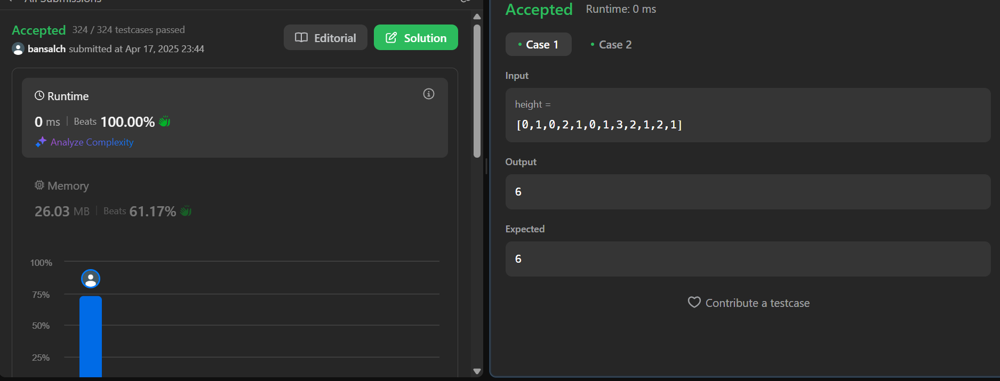 All Submissions
Accepted 324 / 324 testcases passed
bansalch submitted at Apr 17, 2025 23:44
Editorial
Solution
Runtime
0 ms | Beats 100.00%
Analyze Complexity
Memory
26.03 MB | Beats 61.17%
100%
75%
50%
25%
Accepted Runtime: 0 ms
Case 1
Case 2
Input
height =
[0,1,0,2,1,0,1,3,2,1,2,1]
Output
6
Expected
6
Contribute a testcase